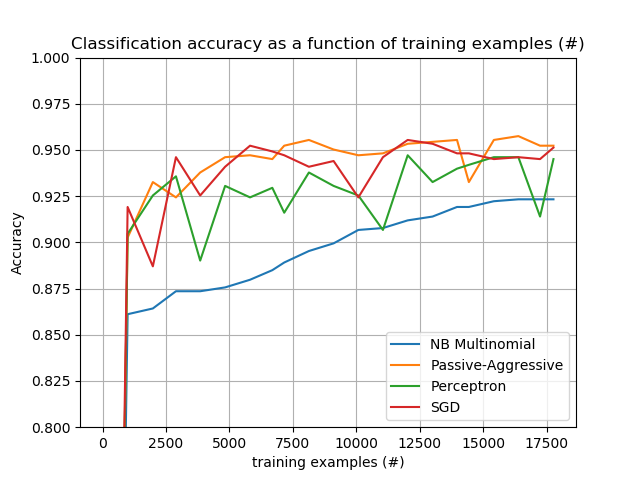 Classification accuracy as a function of training examples (#)
1.000
0.975
0.950
0.925
0.900
0.875
0.850
0.825
0.800
Accuracy
NB Multinomial
Passive-Aggressive
Perceptron
SGD
0 2500 5000 7500 10000 12500 15000 17500
training examples (#)